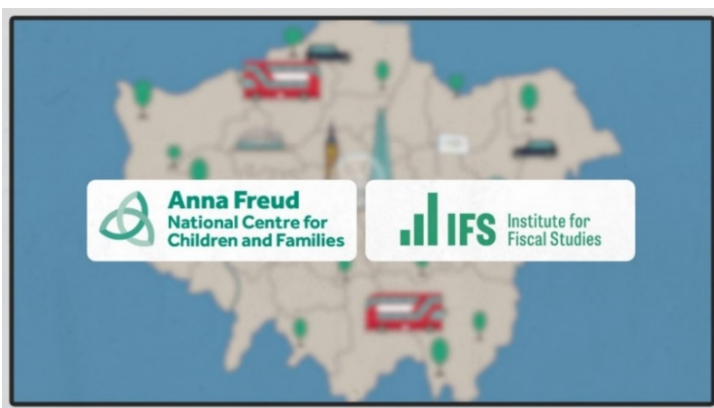 Anna Freud
National Centre for
Children and Families
IFS
Institute for
Fiscal Studies